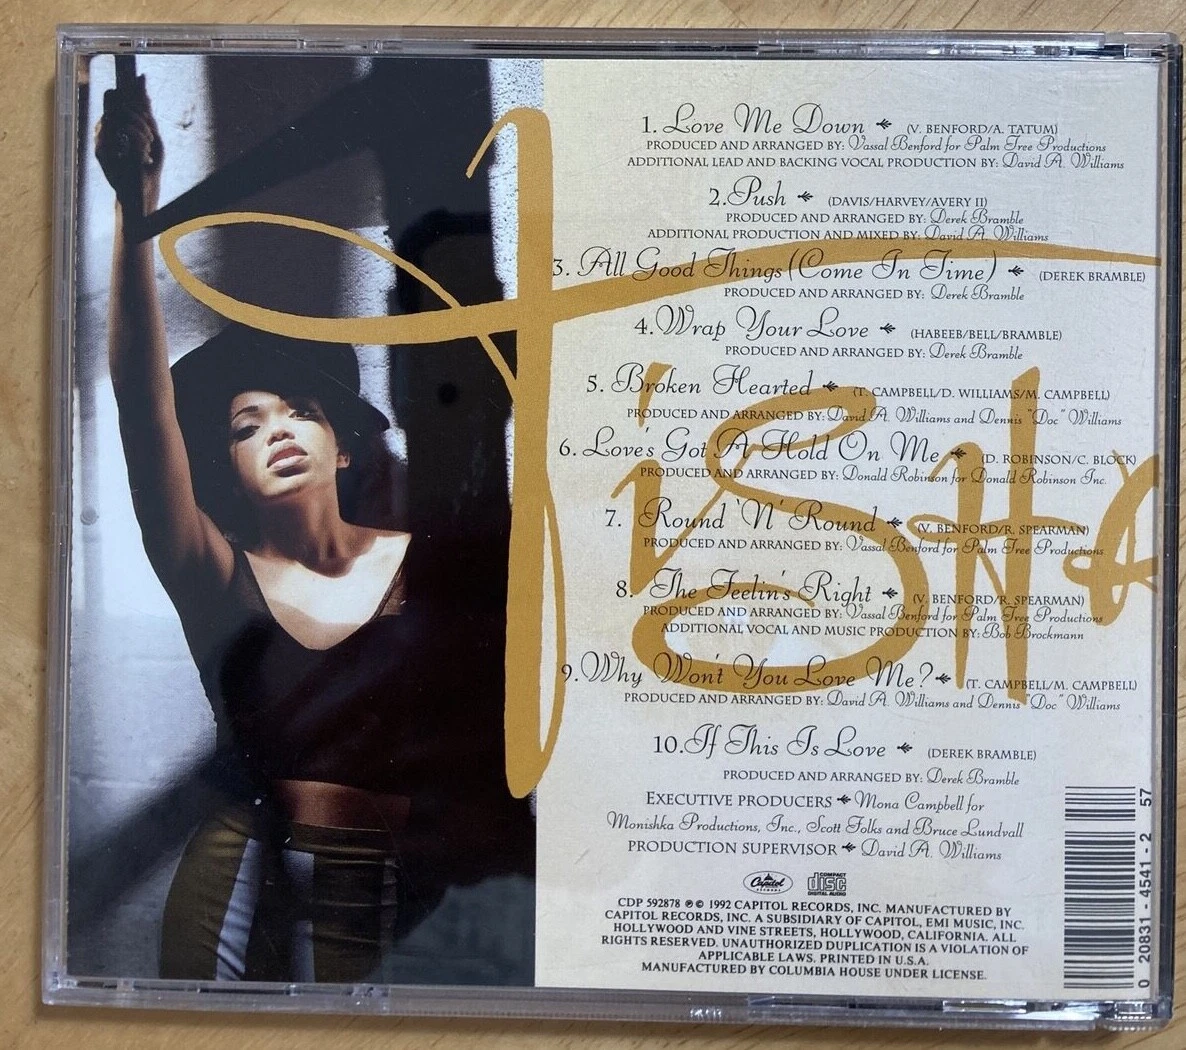 Tisha
1. Love Me Down (V. BENFORD/A. TATUM)
PRODUCED AND ARRANGED BY: Vassal Benford for Palm Tree Productions
ADDITIONAL LEAD AND BACKING VOCAL PRODUCTION BY: David A. Williams
2. Push (DAVIS/HARVEY/AVERY II)
PRODUCED AND ARRANGED BY: Derek Bramble
ADDITIONAL PRODUCTION AND MIXED BY: David A. Williams
3. All Good Things (Come In Time) (DEREK BRAMBLE)
PRODUCED AND ARRANGED BY: Derek Bramble
4. Wrap Your Love (HABEEB/BELL/BRAMBLE)
PRODUCED AND ARRANGED BY: Derek Bramble
5. Broken Hearted (T. CAMPBELL/D. WILLIAMS/M. CAMPBELL)
PRODUCED AND ARRANGED BY: David A. Williams and Dennis "Doc" Williams
6. Love's Got A Hold On Me (D. ROBINSON/C. BLOCK)
PRODUCED AND ARRANGED BY: Donald Robinson for Donald Robinson Inc.
7. Round 'N' Round (V. BENFORD/R. SPEARMAN)
PRODUCED AND ARRANGED BY: Vassal Benford for Palm Tree Productions
8. The Feelin's Right (V. BENFORD/R. SPEARMAN)
PRODUCED AND ARRANGED BY: Vassal Benford for Palm Tree Productions
ADDITIONAL VOCAL AND MUSIC PRODUCTION BY: Bob Brockmann
9. Why Won't You Love Me? (T. CAMPBELL/M. CAMPBELL)
PRODUCED AND ARRANGED BY: David A. Williams and Dennis "Doc" Williams
10. If This Is Love (DEREK BRAMBLE)
PRODUCED AND ARRANGED BY: Derek Bramble
EXECUTIVE PRODUCERS Mona Campbell for
Monishka Productions, Inc., Scott Folks and Bruce Lundvall
PRODUCTION SUPERVISOR David A. Williams
Capitol RECORDS COMPACT disc DIGITAL AUDIO
CDP 592878 ℗© 1992 CAPITOL RECORDS, INC. MANUFACTURED BY
CAPITOL RECORDS, INC. A SUBSIDIARY OF CAPITOL, EMI MUSIC, INC.
HOLLYWOOD AND VINE STREETS, HOLLYWOOD, CALIFORNIA. ALL
RIGHTS RESERVED. UNAUTHORIZED DUPLICATION IS A VIOLATION OF
APPLICABLE LAWS. PRINTED IN U.S.A.
MANUFACTURED BY COLUMBIA HOUSE UNDER LICENSE.
0 20831 - 4541 - 2 57